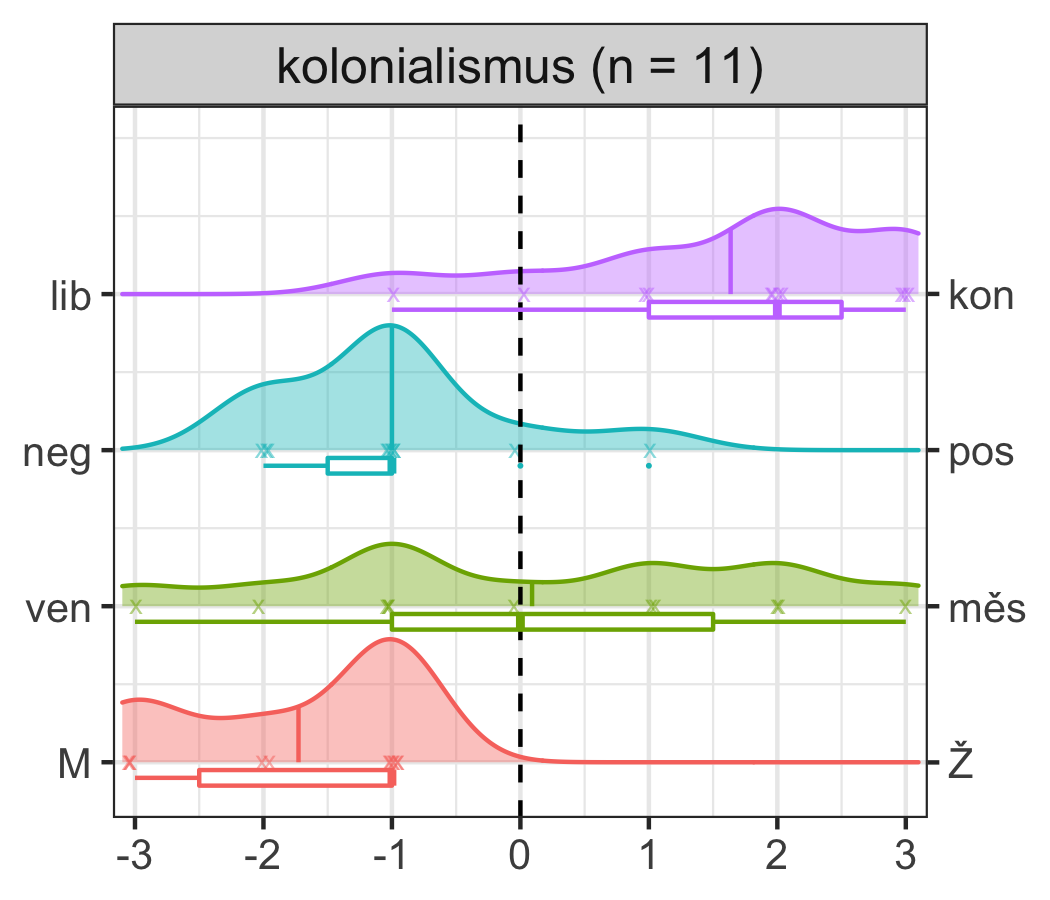 kolonialismus (n = 11)
lib kon
neg pos
ven měs
M Ž
-3 -2 -1 0 1 2 3